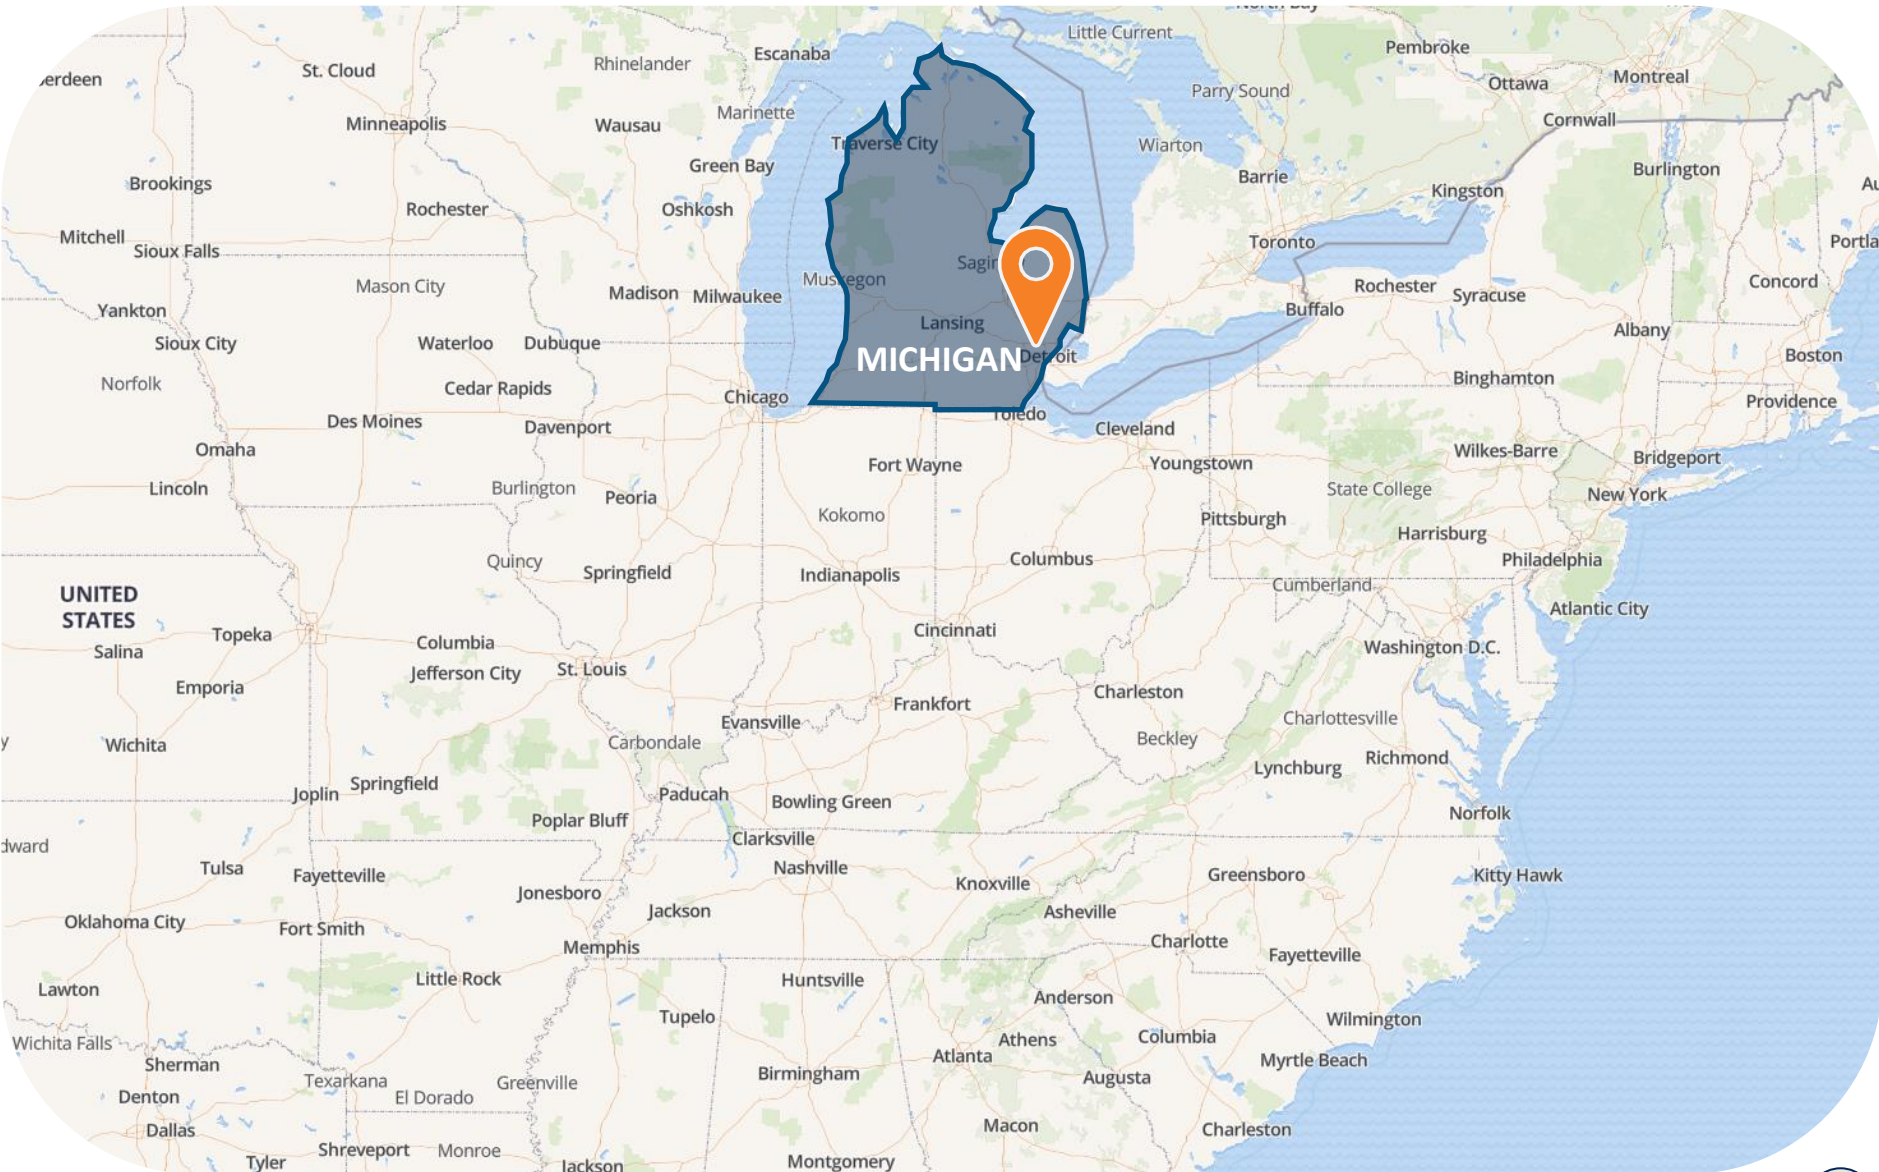 North Bay
Little Current
Pembroke
Escanaba
Rhinelander
St. Cloud
Montreal
Ottawa
Parry Sound
Marinette
Cornwall
Minneapolis
Wausau
Traverse City
Wiarton
Green Bay
Burlington
Barrie
Brookings
Kingston
Rochester
Oshkosh
Mitchell
Toronto
Sioux Falls
Muskegon
Concord
Mason City
Rochester
Madison
Milwaukee
Syracuse
Yankton
Buffalo
Lansing
Albany
Sioux City
Waterloo
Dubuque
MICHIGAN
Detroit
Boston
Norfolk
Cedar Rapids
Binghamton
Chicago
Providence
Toledo
Des Moines
Davenport
Cleveland
Omaha
Wilkes-Barre
Fort Wayne
Youngstown
Bridgeport
Lincoln
Burlington
Peoria
State College
New York
Kokomo
Pittsburgh
Harrisburg
Quincy
Springfield
Indianapolis
Columbus
Philadelphia
UNITED
STATES
Cumberland
Atlantic City
Topeka
Cincinnati
Columbia
Salina
Washington D.C.
Jefferson City
St. Louis
Emporia
Charleston
Frankfort
Evansville
Charlottesville
Wichita
Carbondale
Beckley
Richmond
Lynchburg
Springfield
Joplin
Paducah
Bowling Green
Poplar Bluff
Norfolk
Clarksville
dward
Tulsa
Fayetteville
Nashville
Knoxville
Greensboro
Kitty Hawk
Jonesboro
Jackson
Asheville
Oklahoma City
Fort Smith
Memphis
Charlotte
Fayetteville
Little Rock
Huntsville
Lawton
Anderson
Tupelo
Wilmington
Wichita Falls
Athens
Columbia
Atlanta
Myrtle Beach
Sherman
Birmingham
Augusta
Texarkana
Greenville
Denton
El Dorado
Macon
Charleston
Dallas
Shreveport
Monroe
Tyler
Jackson
Montgomery